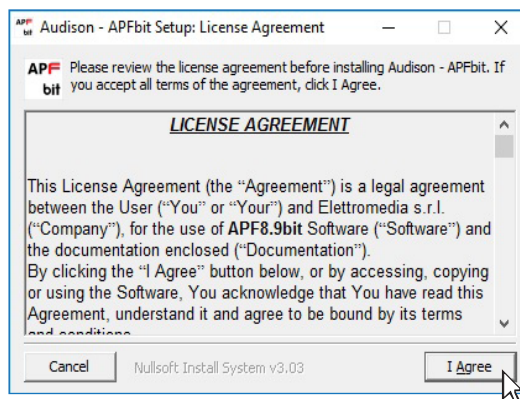 APF bit Audison - APFbit Setup: License Agreement
APF bit
Please review the license agreement before installing Audison - APFbit. If
you accept all terms of the agreement, click I Agree.
LICENSE AGREEMENT
This License Agreement (the “Agreement”) is a legal agreement
between the User (“You” or “Your”) and Elettromedia s.r.l.
(“Company”), for the use of APF8.9bit Software (“Software”) and
the documentation enclosed (“Documentation”).
By clicking the “I Agree” button below, or by accessing, copying
or using the Software, You acknowledge that You have read this
Agreement, understand it and agree to be bound by its terms
and conditions
Cancel Nullsoft Install System v3.03 I Agree